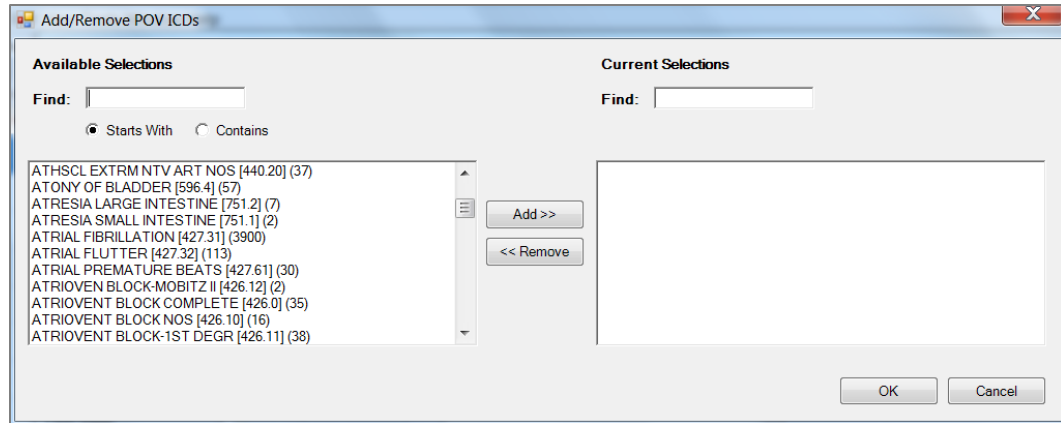 Add/Remove POV ICDs
Available Selections
Current Selections
Find:
Find:
Starts With
Contains
ATHSCL EXTRM NTV ART NOS [440.20] (37)
ATONY OF BLADDER [596.4] (57)
ATRESIA LARGE INTESTINE [751.2] (7)
ATRESIA SMALL INTESTINE [751.1] (2)
ATRIAL FIBRILLATION [427.31] (3900)
ATRIAL FLUTTER [427.32] (113)
ATRIAL PREMATURE BEATS [427.61] (30)
ATRIOVEN BLOCK-MOBITZ II [426.12] (2)
ATRIOVENT BLOCK COMPLETE [426.0] (35)
ATRIOVENT BLOCK NOS [426.10] (16)
ATRIOVENT BLOCK-1ST DEGR [426.11] (38)
Add >>
<< Remove
OK
Cancel